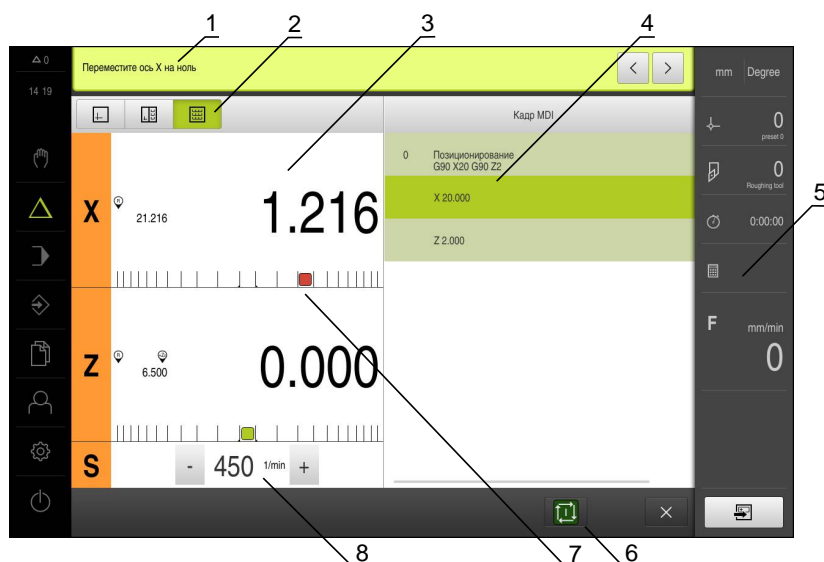 1
2
3
4
0
14 19
Переместите ось X на ноль
< >
mm Degree
Кадр MDI
0
preset 0
0 Позиционирование
G90 X20 G90 Z2
X 20.000
Z 2.000
0
Roughing tool
5
0:00:00
X
R
21.216
1.216
Z
R
6.500
0.000
F mm/min
0
S
- 450 1/min +
8
7
6